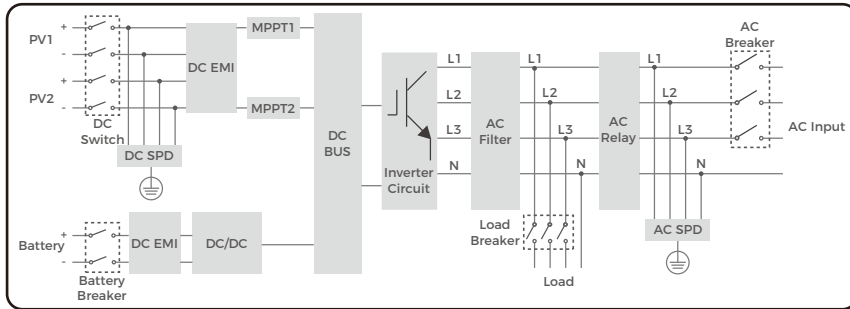 PV1
+
-
PV2
+
-
DC
Switch
DC SPD
DC EMI
MPPT1
MPPT2
Battery
+
-
Battery
Breaker
DC EMI
DC/DC
DC
BUS
Inverter
Circuit
L1
L2
L3
N
AC
Filter
L1
L2
L3
N
Load
Breaker
Load
AC
Relay
L1
L2
L3
N
AC SPD
AC
Breaker
AC Input